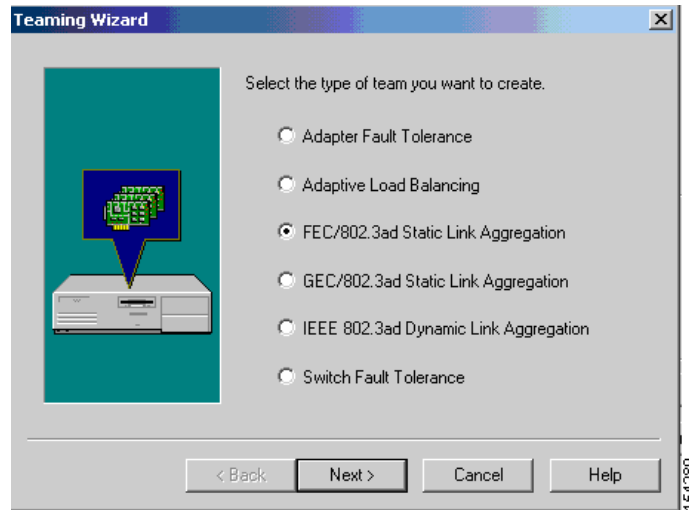 Teaming Wizard
Select the type of team you want to create.
Adapter Fault Tolerance
Adaptive Load Balancing
FEC/802.3ad Static Link Aggregation
GEC/802.3ad Static Link Aggregation
IEEE 802.3ad Dynamic Link Aggregation
Switch Fault Tolerance
< Back
Next >
Cancel
Help